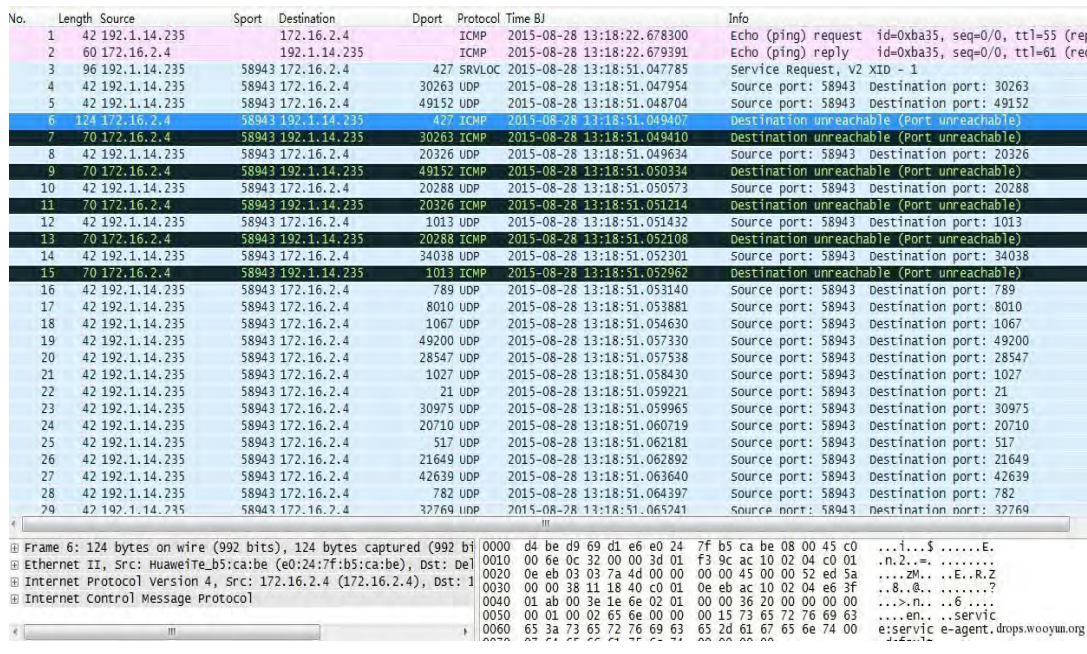 No. Length Source Sport Destination Dport Protocol Time BJ Info
1 42 192.1.14.235 172.16.2.4 ICMP 2015-08-28 13:18:22.678300 Echo (ping) request id=0xba35, seq=0/0, ttl=55 (rep
2 60 172.16.2.4 192.1.14.235 ICMP 2015-08-28 13:18:22.679391 Echo (ping) reply id=0xba35, seq=0/0, ttl=61 (req
3 96 192.1.14.235 58943 172.16.2.4 427 SRVLOC 2015-08-28 13:18:51.047785 Service Request, V2 XID - 1
4 42 192.1.14.235 58943 172.16.2.4 30263 UDP 2015-08-28 13:18:51.047954 Source port: 58943 Destination port: 30263
5 42 192.1.14.235 58943 172.16.2.4 49152 UDP 2015-08-28 13:18:51.048704 Source port: 58943 Destination port: 49152
6 124 172.16.2.4 58943 192.1.14.235 427 ICMP 2015-08-28 13:18:51.049407 Destination unreachable (Port unreachable)
7 70 172.16.2.4 58943 192.1.14.235 30263 ICMP 2015-08-28 13:18:51.049410 Destination unreachable (Port unreachable)
8 42 192.1.14.235 58943 172.16.2.4 20326 UDP 2015-08-28 13:18:51.049634 Source port: 58943 Destination port: 20326
9 70 172.16.2.4 58943 192.1.14.235 49152 ICMP 2015-08-28 13:18:51.050334 Destination unreachable (Port unreachable)
10 42 192.1.14.235 58943 172.16.2.4 20288 UDP 2015-08-28 13:18:51.050573 Source port: 58943 Destination port: 20288
11 70 172.16.2.4 58943 192.1.14.235 20326 ICMP 2015-08-28 13:18:51.051214 Destination unreachable (Port unreachable)
12 42 192.1.14.235 58943 172.16.2.4 1013 UDP 2015-08-28 13:18:51.051432 Source port: 58943 Destination port: 1013
13 70 172.16.2.4 58943 192.1.14.235 20288 ICMP 2015-08-28 13:18:51.052108 Destination unreachable (Port unreachable)
14 42 192.1.14.235 58943 172.16.2.4 34038 UDP 2015-08-28 13:18:51.052301 Source port: 58943 Destination port: 34038
15 70 172.16.2.4 58943 192.1.14.235 1013 ICMP 2015-08-28 13:18:51.052962 Destination unreachable (Port unreachable)
16 42 192.1.14.235 58943 172.16.2.4 789 UDP 2015-08-28 13:18:51.053140 Source port: 58943 Destination port: 789
17 42 192.1.14.235 58943 172.16.2.4 8010 UDP 2015-08-28 13:18:51.053881 Source port: 58943 Destination port: 8010
18 42 192.1.14.235 58943 172.16.2.4 1067 UDP 2015-08-28 13:18:51.054630 Source port: 58943 Destination port: 1067
19 42 192.1.14.235 58943 172.16.2.4 49200 UDP 2015-08-28 13:18:51.057330 Source port: 58943 Destination port: 49200
20 42 192.1.14.235 58943 172.16.2.4 28547 UDP 2015-08-28 13:18:51.057538 Source port: 58943 Destination port: 28547
21 42 192.1.14.235 58943 172.16.2.4 1027 UDP 2015-08-28 13:18:51.058430 Source port: 58943 Destination port: 1027
22 42 192.1.14.235 58943 172.16.2.4 21 UDP 2015-08-28 13:18:51.059221 Source port: 58943 Destination port: 21
23 42 192.1.14.235 58943 172.16.2.4 30975 UDP 2015-08-28 13:18:51.059965 Source port: 58943 Destination port: 30975
24 42 192.1.14.235 58943 172.16.2.4 20710 UDP 2015-08-28 13:18:51.060719 Source port: 58943 Destination port: 20710
25 42 192.1.14.235 58943 172.16.2.4 517 UDP 2015-08-28 13:18:51.062181 Source port: 58943 Destination port: 517
26 42 192.1.14.235 58943 172.16.2.4 21649 UDP 2015-08-28 13:18:51.062892 Source port: 58943 Destination port: 21649
27 42 192.1.14.235 58943 172.16.2.4 42639 UDP 2015-08-28 13:18:51.063640 Source port: 58943 Destination port: 42639
28 42 192.1.14.235 58943 172.16.2.4 782 UDP 2015-08-28 13:18:51.064397 Source port: 58943 Destination port: 782
29 42 192.1.14.235 58943 172.16.2.4 32769 UDP 2015-08-28 13:18:51.065241 Source port: 58943 Destination port: 32769
Frame 6: 124 bytes on wire (992 bits), 124 bytes captured (992 bi
Ethernet II, Src: HuaweiTe_b5:ca:be (e0:24:7f:b5:ca:be), Dst: Del
Internet Protocol Version 4, Src: 172.16.2.4 (172.16.2.4), Dst: 1
Internet Control Message Protocol
0000 d4 be d9 69 d1 e6 e0 24 7f b5 ca be 08 00 45 c0 ...i...$ ......E.
0010 00 6e 0c 32 00 00 3d 01 f3 9c ac 10 02 04 c0 01 .n.2..=. ........
0020 0e eb 03 03 7a 4d 00 00 00 00 45 00 00 52 ed 5a ....zM.. ..E..R.Z
0030 00 00 38 11 18 40 c0 01 0e eb ac 10 02 04 e6 3f ..8..@.. .......?
0040 01 ab 00 3e 1e 6e 02 01 00 00 36 20 00 00 00 00 ...>.n.. ..6 ....
0050 00 01 00 02 65 6e 00 00 00 15 73 65 72 76 69 63 ....en.. ..servic
0060 65 3a 73 65 72 76 69 63 65 2d 61 67 65 6e 74 00 e:servic e-agent.
drops.wooyun.org